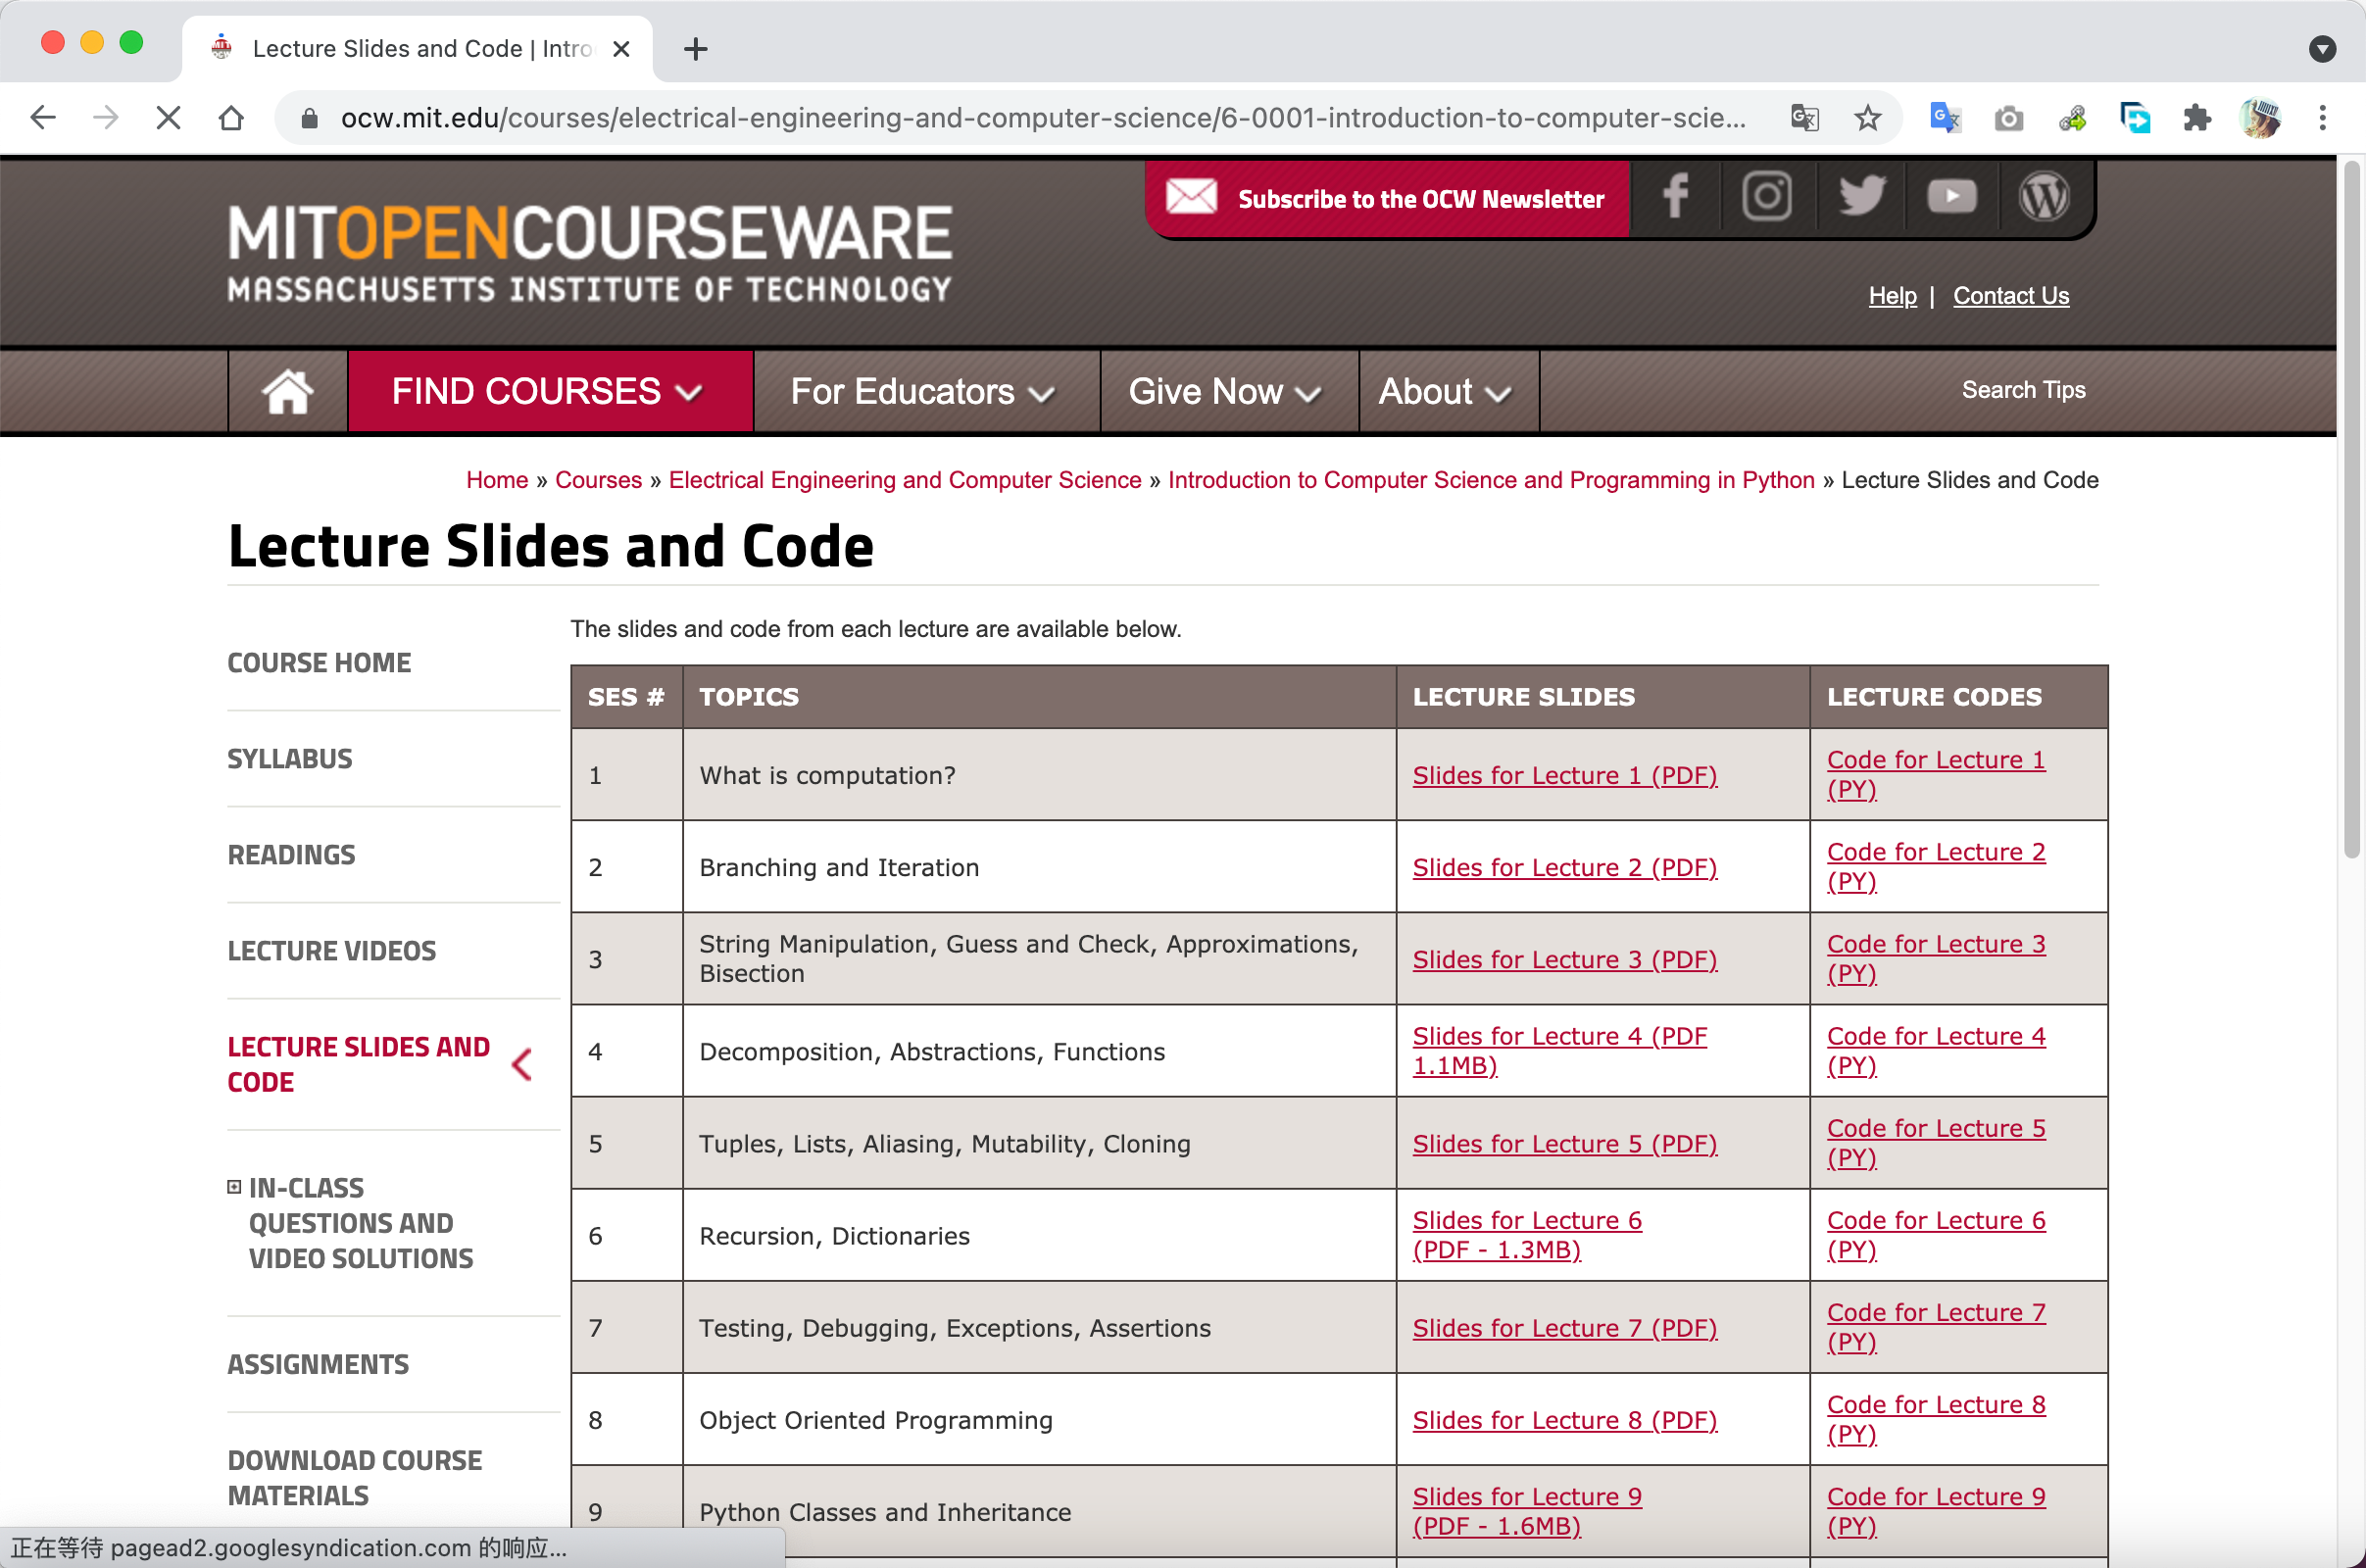 Lecture Slides and Code | Intro
ocw.mit.edu/courses/electrical-engineering-and-computer-science/6-0001-introduction-to-computer-scie...
Subscribe to the OCW Newsletter
MITOPENCOURSEWARE
MASSACHUSETTS INSTITUTE OF TECHNOLOGY
Help | Contact Us
FIND COURSES
For Educators
Give Now
About
Search Tips
Home » Courses » Electrical Engineering and Computer Science » Introduction to Computer Science and Programming in Python » Lecture Slides and Code
Lecture Slides and Code
COURSE HOME
SYLLABUS
READINGS
LECTURE VIDEOS
LECTURE SLIDES AND
CODE
IN-CLASS
QUESTIONS AND
VIDEO SOLUTIONS
ASSIGNMENTS
DOWNLOAD COURSE
MATERIALS
The slides and code from each lecture are available below.
SES # TOPICS LECTURE SLIDES LECTURE CODES
1 What is computation? Slides for Lecture 1 (PDF) Code for Lecture 1
(PY)
2 Branching and Iteration Slides for Lecture 2 (PDF) Code for Lecture 2
(PY)
3 String Manipulation, Guess and Check, Approximations,
Bisection
Slides for Lecture 3 (PDF) Code for Lecture 3
(PY)
4 Decomposition, Abstractions, Functions
Slides for Lecture 4 (PDF
1.1MB)
Code for Lecture 4
(PY)
5 Tuples, Lists, Aliasing, Mutability, Cloning Slides for Lecture 5 (PDF) Code for Lecture 5
(PY)
6 Recursion, Dictionaries
Slides for Lecture 6
(PDF - 1.3MB)
Code for Lecture 6
(PY)
7 Testing, Debugging, Exceptions, Assertions Slides for Lecture 7 (PDF) Code for Lecture 7
(PY)
8 Object Oriented Programming Slides for Lecture 8 (PDF) Code for Lecture 8
(PY)
9 Python Classes and Inheritance
Slides for Lecture 9
(PDF - 1.6MB)
Code for Lecture 9
(PY)
正在等待 pagead2.googlesyndication.com 的响应...